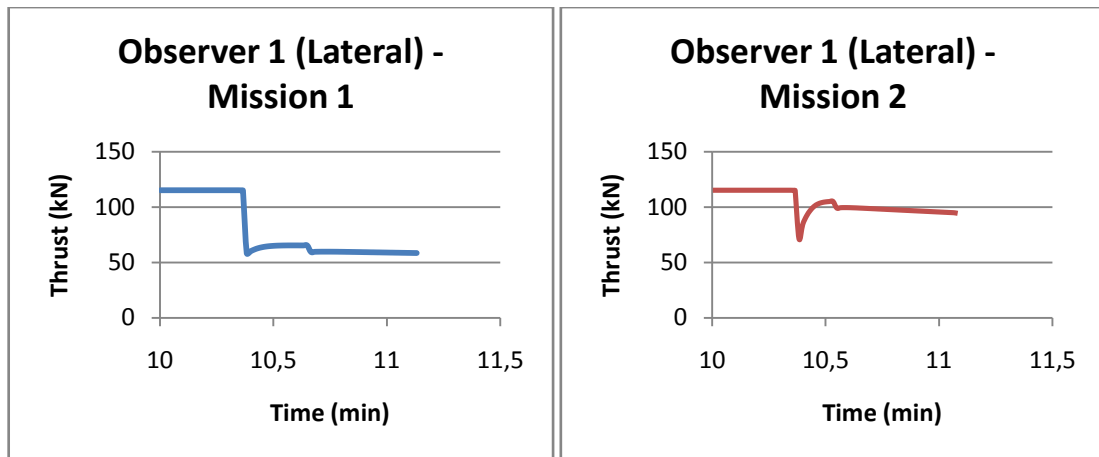 Observer 1 (Lateral) -
Mission 1
150
100
50
0
Thrust (kN)
10
10,5
11
11,5
Time (min)
Observer 1 (Lateral) -
Mission 2
150
100
50
0
Thrust (kN)
10
10,5
11
11,5
Time (min)